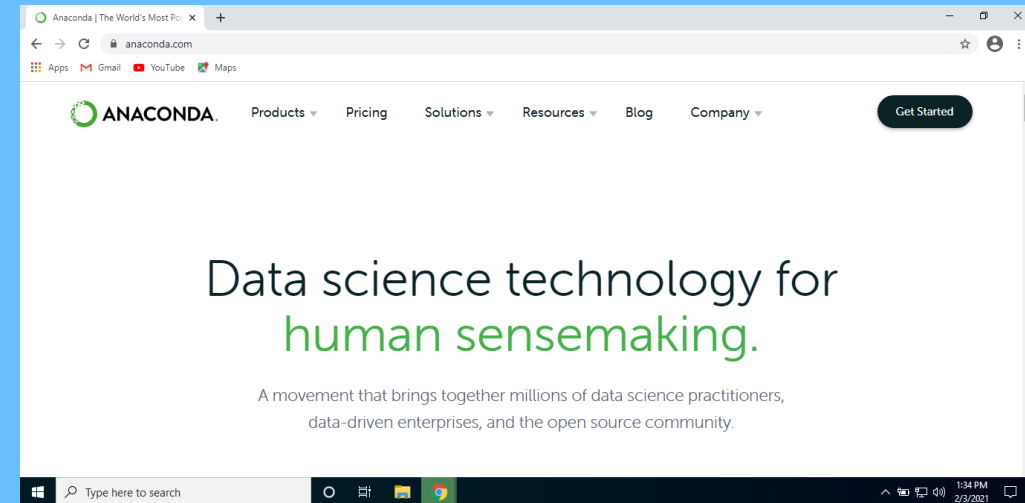 Anaconda | The World's Most Po
anaconda.com
Apps Gmail YouTube Maps
ANACONDA. Products Pricing Solutions Resources Blog Company Get Started
Data science technology for
human sensemaking.
A movement that brings together millions of data science practitioners,
data-driven enterprises, and the open source community.
Type here to search
1:34 PM
2/3/2021